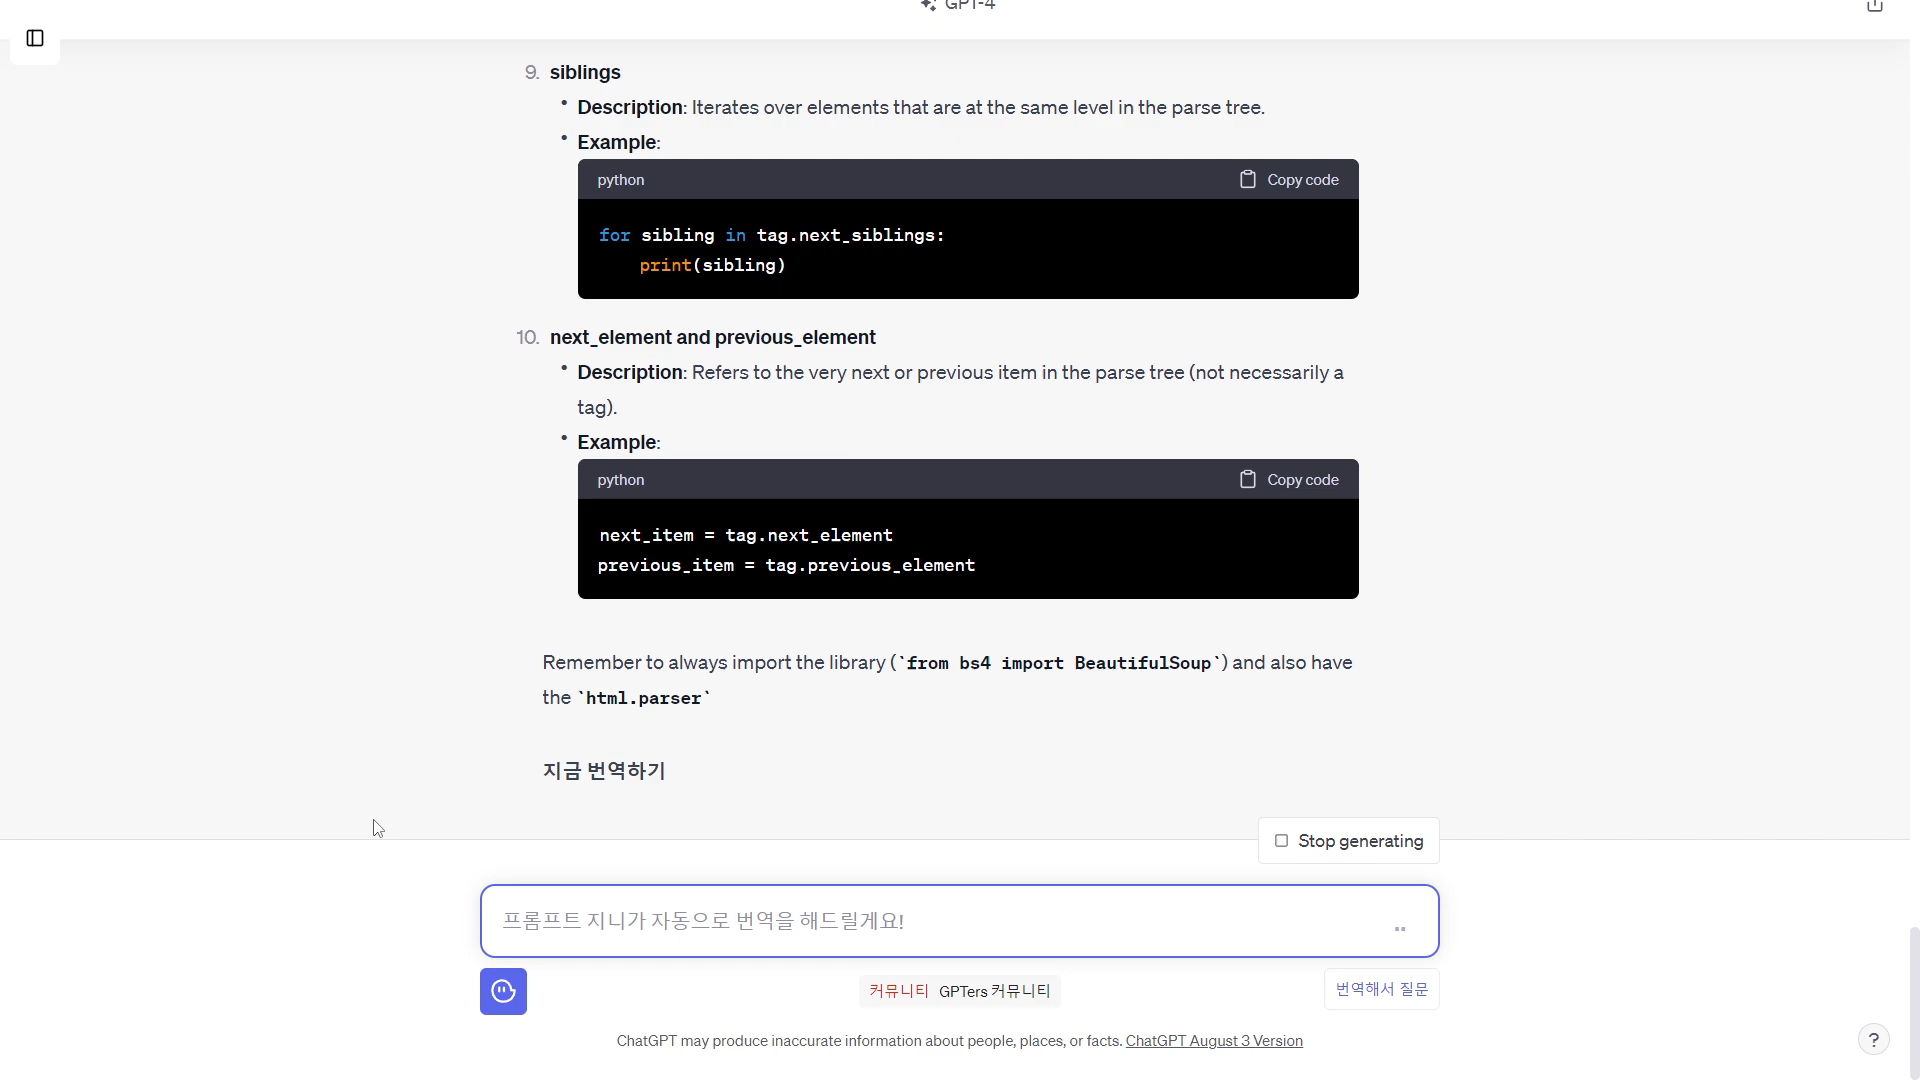 GPT-4
9. siblings
• Description: Iterates over elements that are at the same level in the parse tree.
• Example:
python
Copy code
for sibling in tag.next_siblings:
    print(sibling)
10. next_element and previous_element
• Description: Refers to the very next or previous item in the parse tree (not necessarily a
tag).
• Example:
python
Copy code
next_item = tag.next_element
previous_item = tag.previous_element
Remember to always import the library (`from bs4 import BeautifulSoup`) and also have
the `html.parser`
지금 번역하기
Stop generating
프롬프트 지니가 자동으로 번역을 해드릴게요!
커뮤니티 GPTers 커뮤니티
번역해서 질문
ChatGPT may produce inaccurate information about people, places, or facts. ChatGPT August 3 Version
?